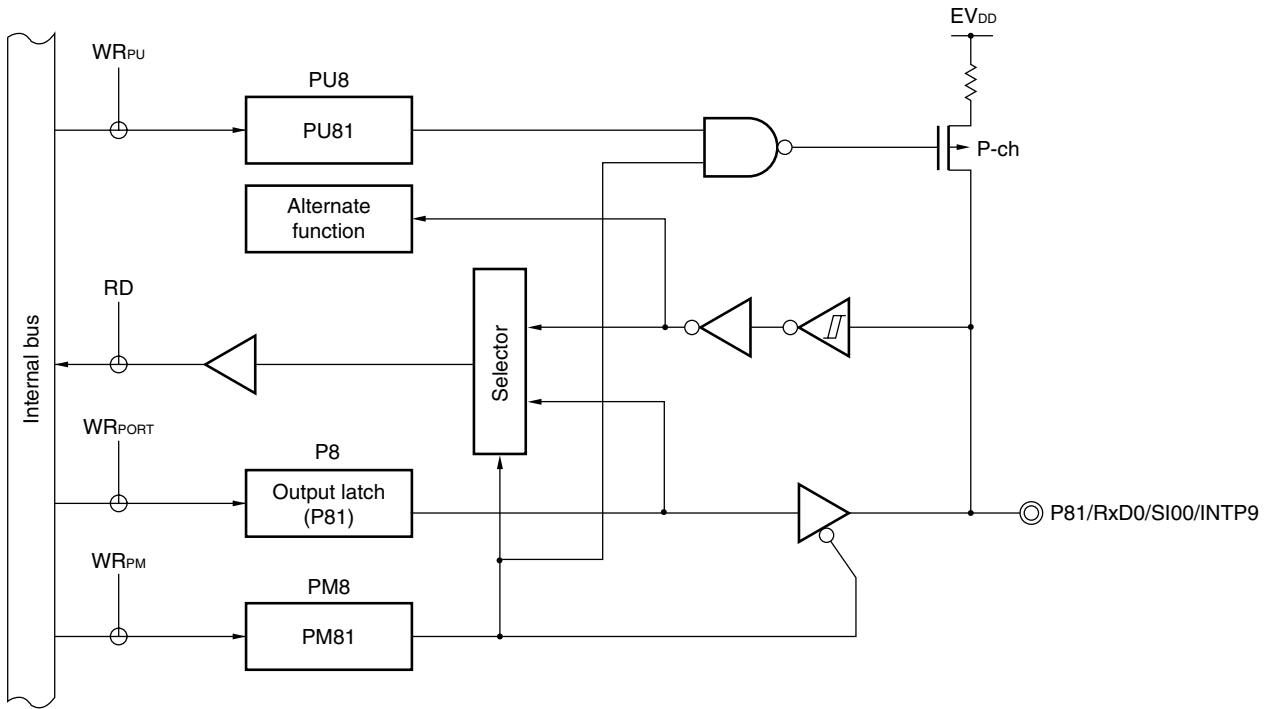 EVDD
WRPU
PU8
PU81
P-ch
Alternate
function
RD
Selector
Internal bus
WRPORT
P8
Output latch
(P81)
P81/RxD0/SI00/INTP9
WRPM
PM8
PM81